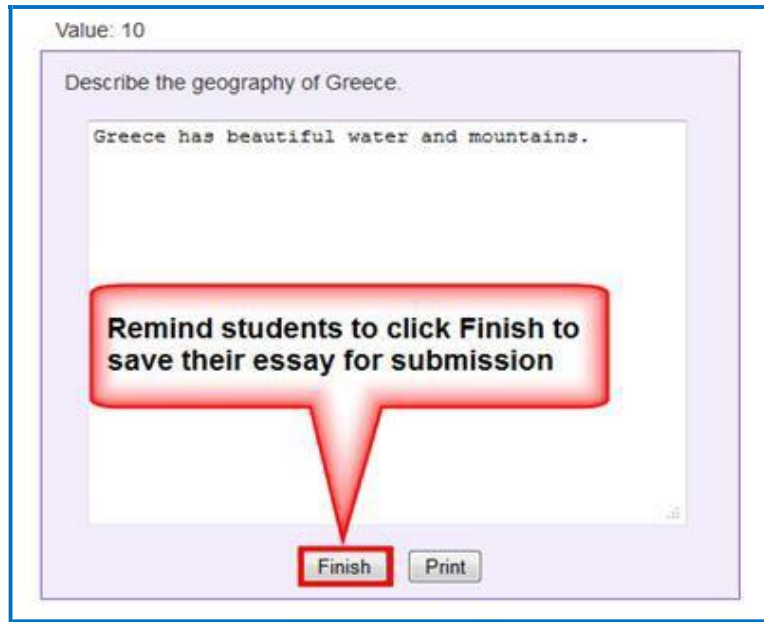 Value: 10
Describe the geography of Greece.
Greece has beautiful water and mountains.
Remind students to click Finish to
save their essay for submission
Finish
Print